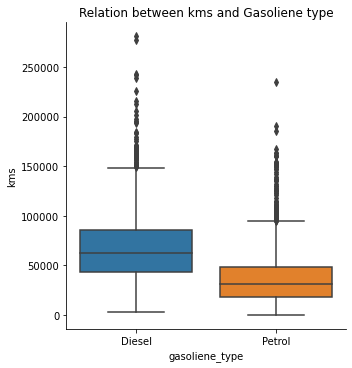 Relation between kms and Gasoliene type
250000
200000
150000
100000
50000
0
kms
Diesel
Petrol
gasoliene_type